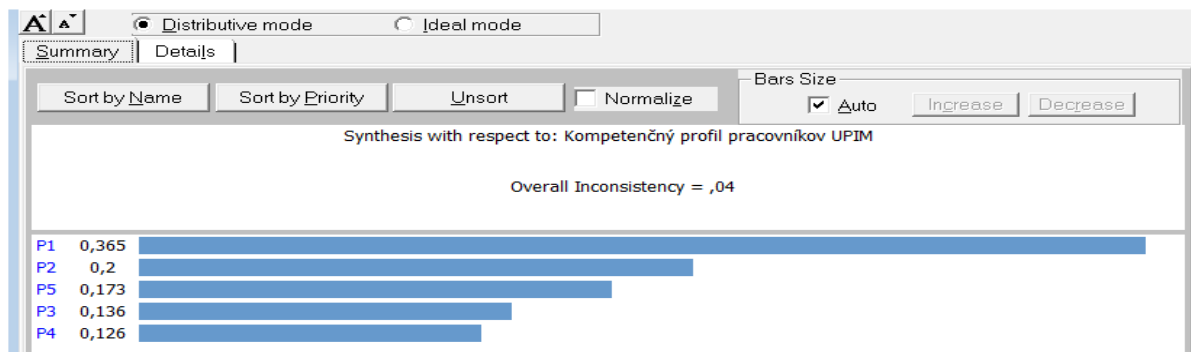 A A Distributive mode Ideal mode
Summary Details
Sort by Name Sort by Priority Unsort Normalize Bars Size Auto Increase Decrease
Synthesis with respect to: Kompetenčný profil pracovníkov UPIM
Overall Inconsistency = ,04
P1 0,365
P2 0,2
P5 0,173
P3 0,136
P4 0,126